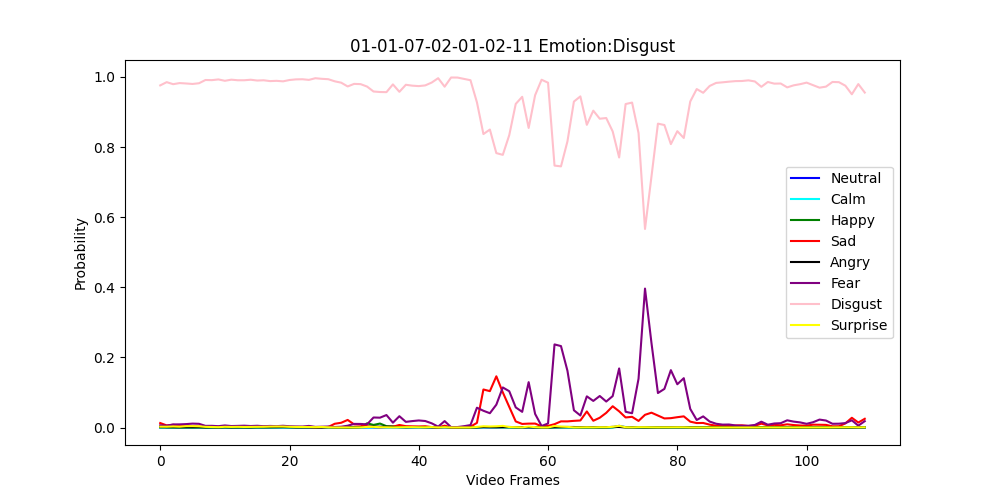 01-01-07-02-01-02-11 Emotion:Disgust
Probability
1.0
0.8
0.6
0.4
0.2
0.0
Neutral
Calm
Happy
Sad
Angry
Fear
Disgust
Surprise
0 20 40 60 80 100
Video Frames